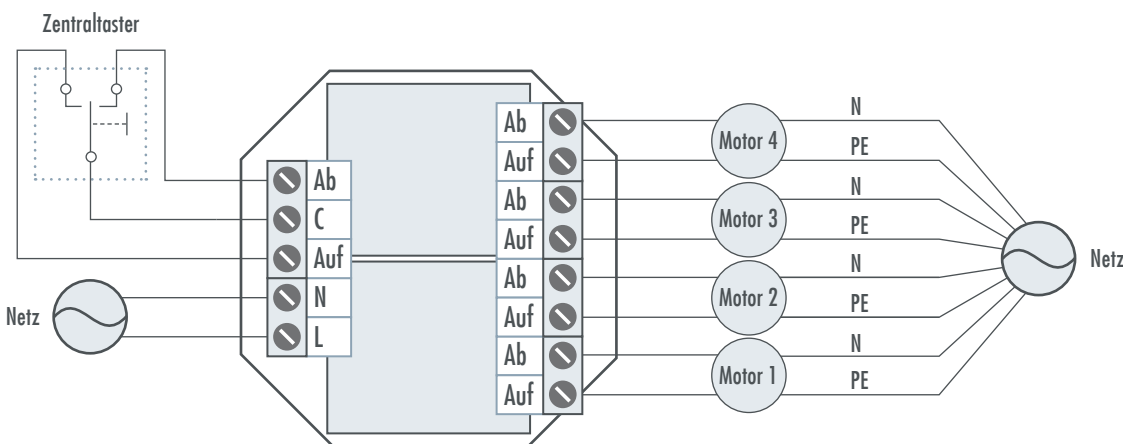 Zentraltaster
Ab
C
Auf
N
L
Netz
Ab
Auf
Ab
Auf
Ab
Auf
Ab
Auf
Motor 4
Motor 3
Motor 2
Motor 1
N
PE
N
PE
N
PE
N
PE
Netz